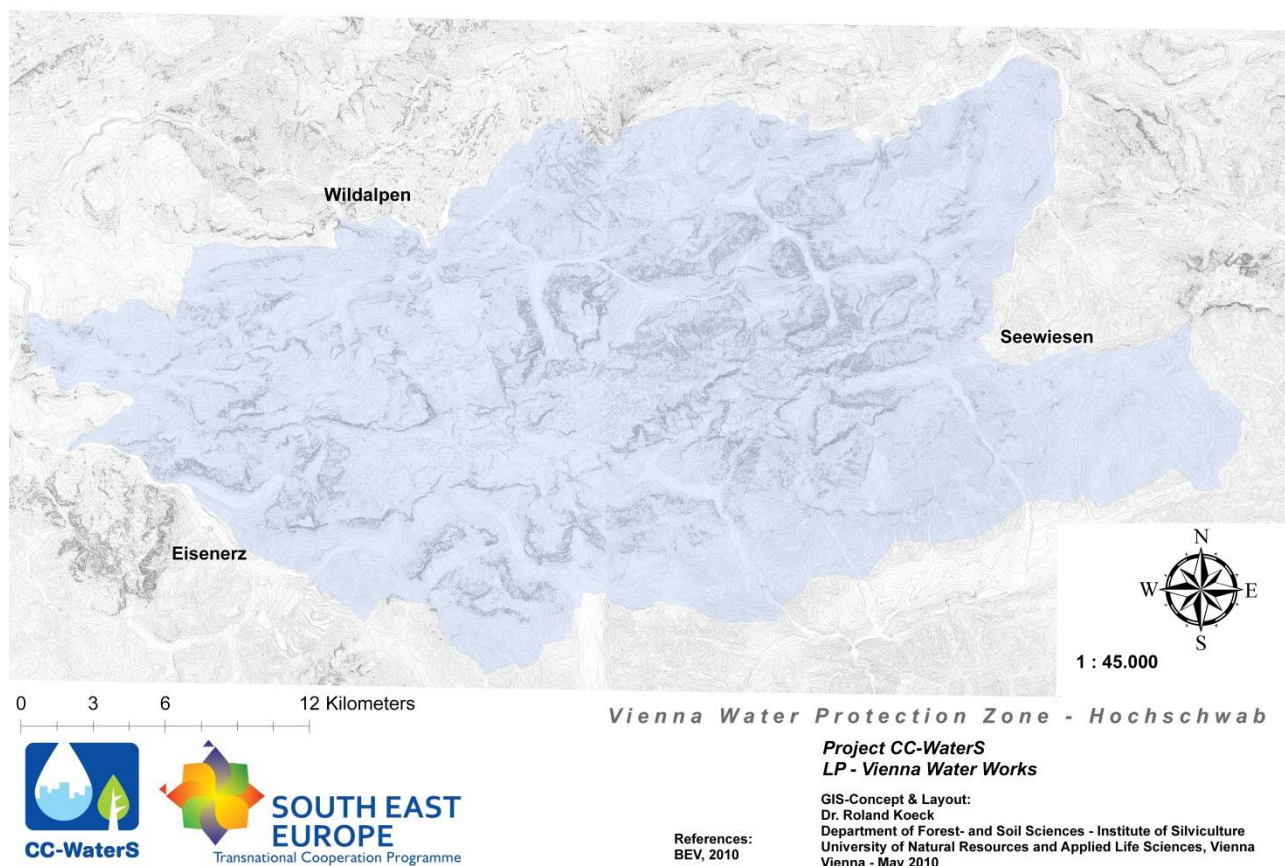 Wildalpen
Seewiesen
Eisenerz
N
W E
S
1 : 45.000
0 3 6 12 Kilometers
Vienna Water Protection Zone - Hochschwab
Project CC-WaterS
LP - Vienna Water Works
GIS-Concept & Layout:
Dr. Roland Koeck
Department of Forest- and Soil Sciences - Institute of Silviculture
University of Natural Resources and Applied Life Sciences, Vienna
Vienna - May 2010
References:
BEV, 2010
CC-WaterS
SOUTH EAST
EUROPE
Transnational Cooperation Programme